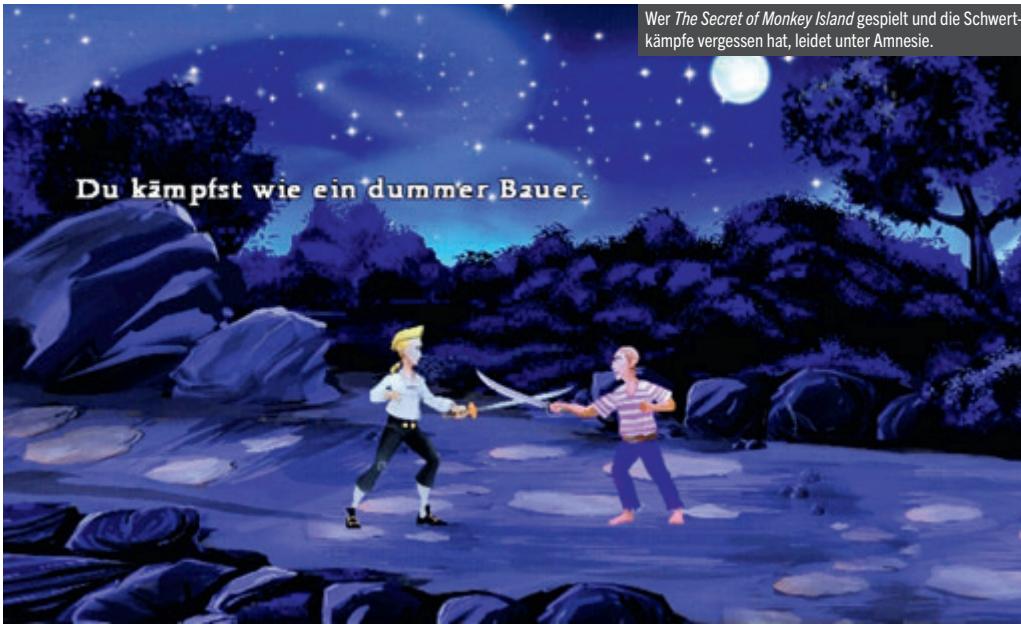 Wer The Secret of Monkey Island gespielt und die Schwert-
kämpfe vergessen hat, leidet unter Amnesie.
Du kämpfst wie ein dummer Bauer.